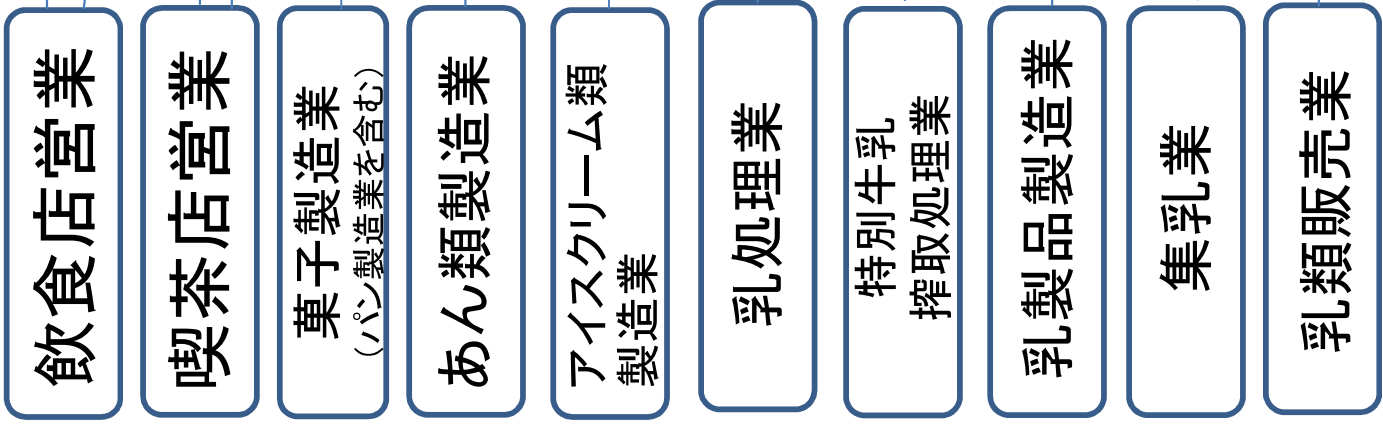 飲食店営業
喫茶店営業
菓子製造業
（パン製造業を含む）
あん類製造業
アイスクリーム類
製造業
乳処理業
特別牛乳
搾取処理業
乳製品製造業
集乳業
乳類販売業